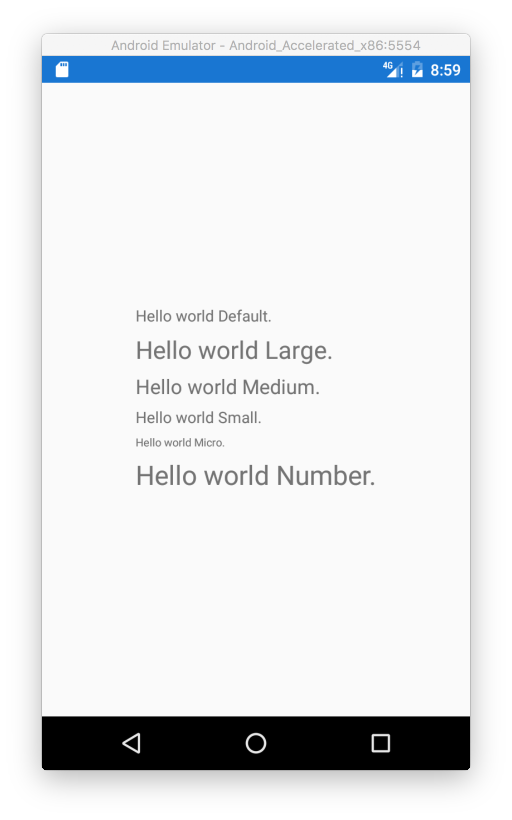 Android Emulator - Android_Accelerated_x86:5554
4G 8:59
Hello world Default.
Hello world Large.
Hello world Medium.
Hello world Small.
Hello world Micro.
Hello world Number.